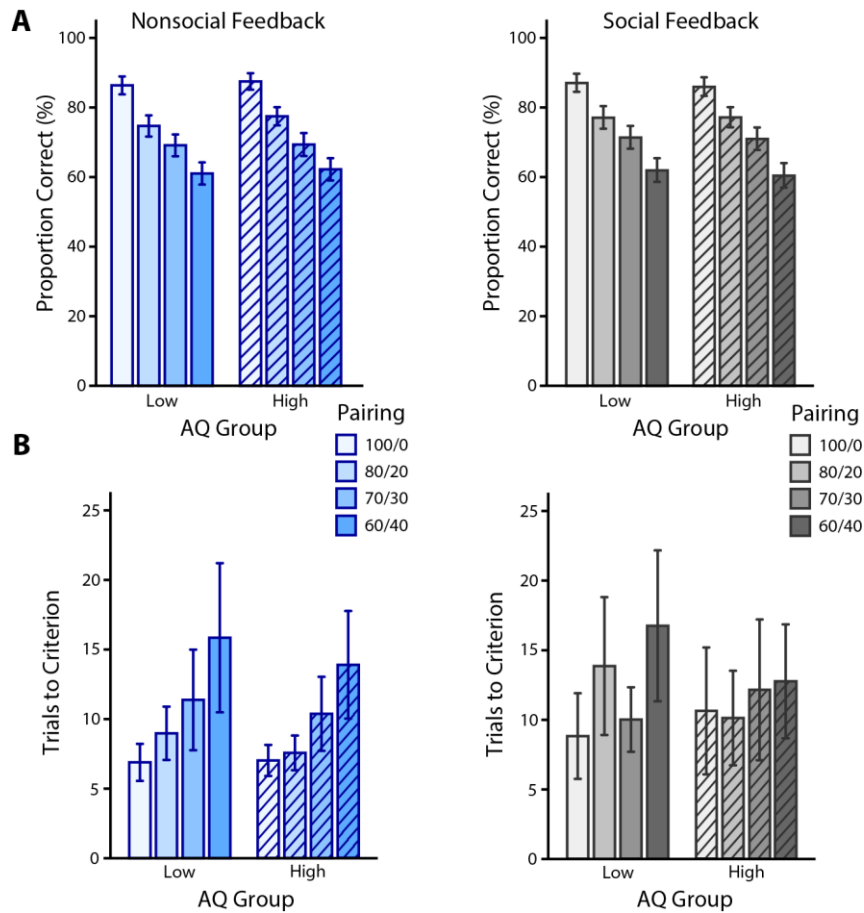 A
Nonsocial Feedback
Proportion Correct (%)
100
80
60
40
20
0
Low
High
AQ Group
Social Feedback
Proportion Correct (%)
100
80
60
40
20
0
Low
High
AQ Group
B
Pairing
100/0
80/20
70/30
60/40
Trials to Criterion
25
20
15
10
5
0
Low
High
AQ Group
Pairing
100/0
80/20
70/30
60/40
Trials to Criterion
25
20
15
10
5
0
Low
High
AQ Group